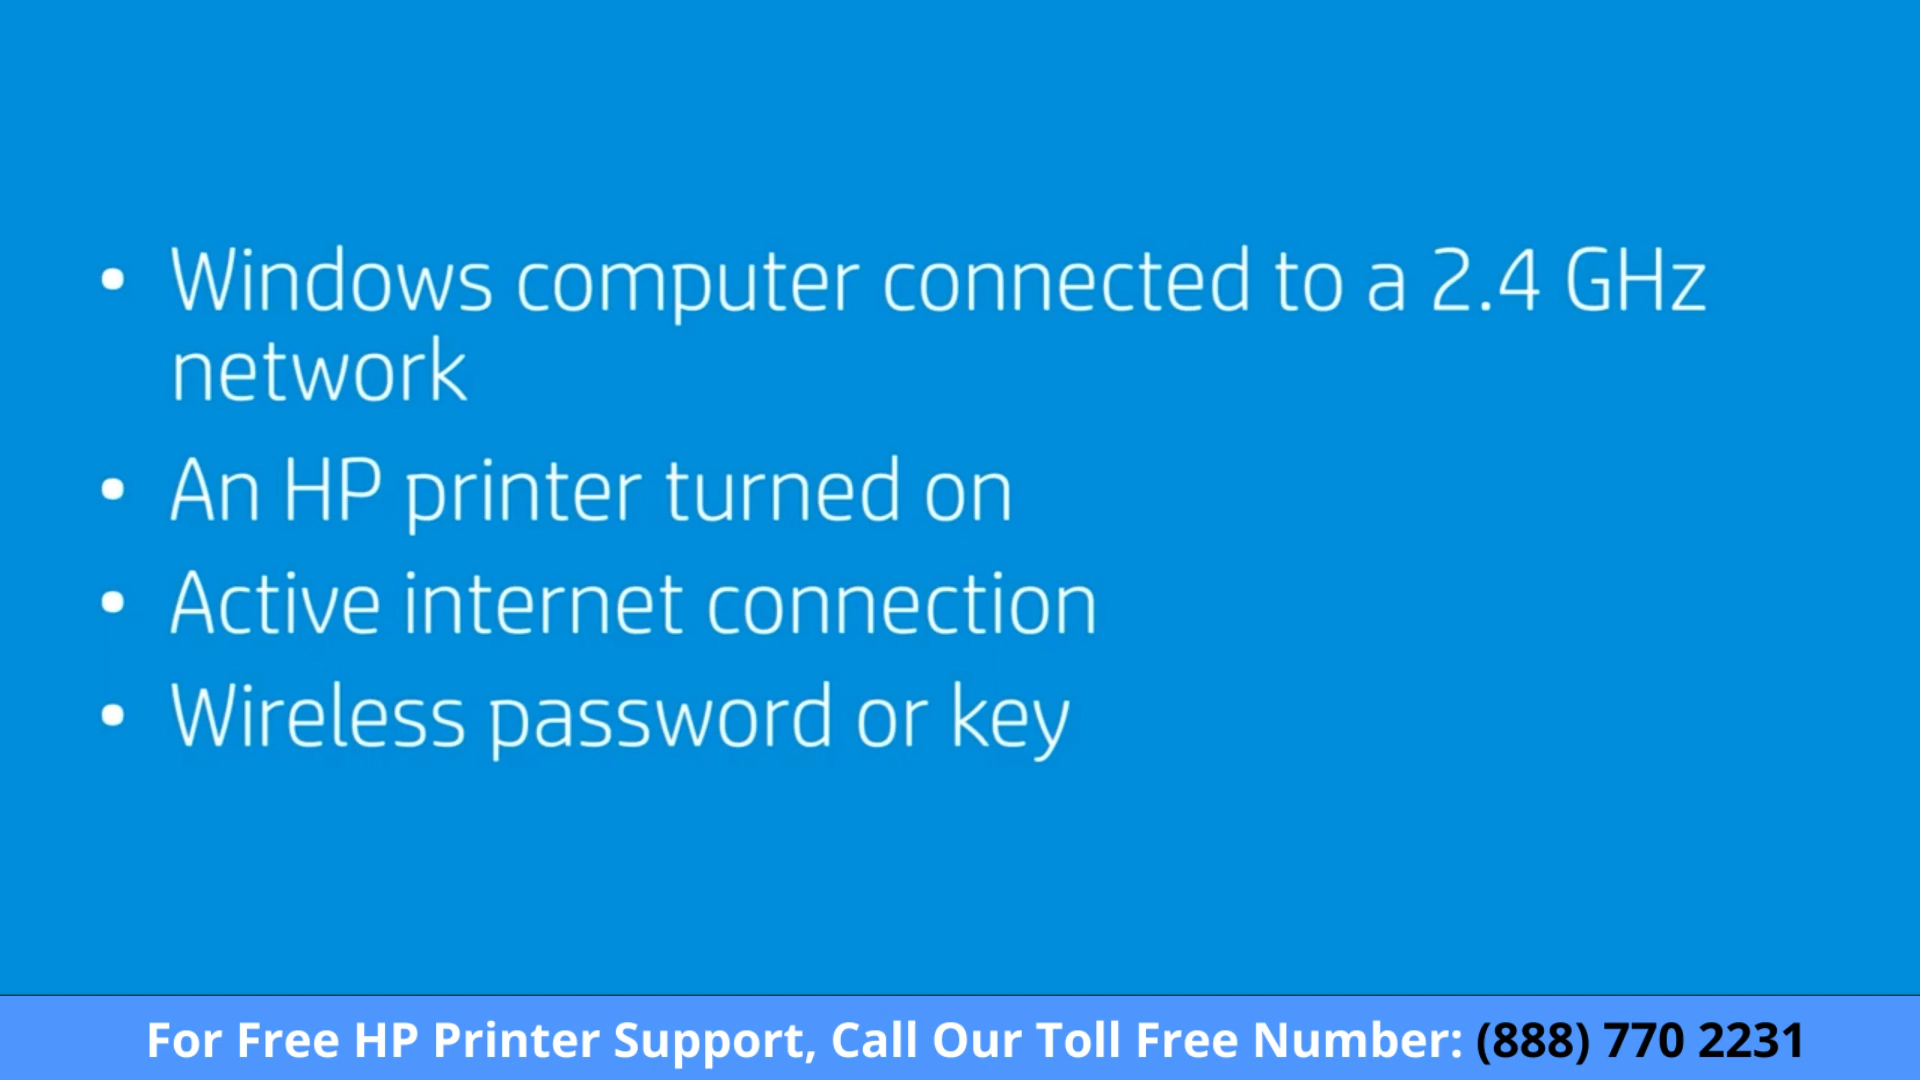 • Windows computer connected to a 2.4 GHz
network
• An HP printer turned on
• Active internet connection
• Wireless password or key
For Free HP Printer Support, Call Our Toll Free Number: (888) 770 2231